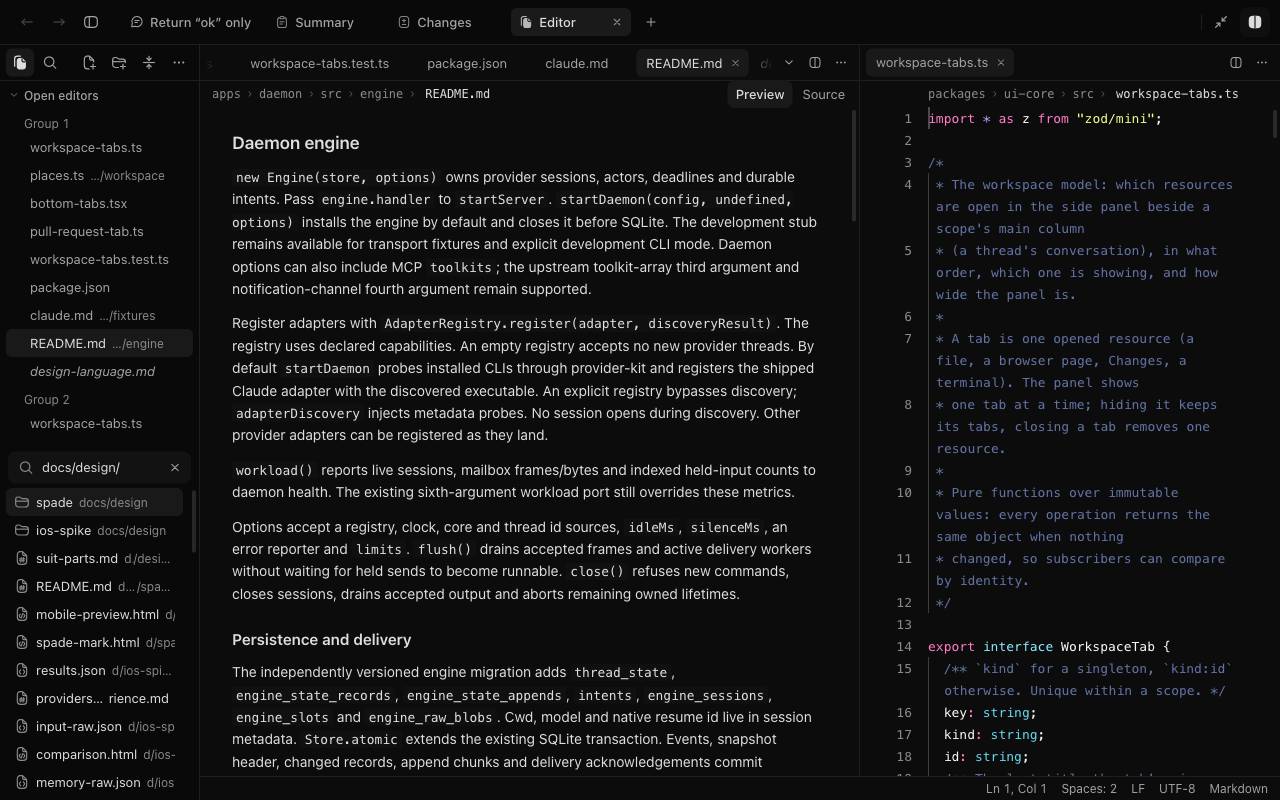 Return “ok” only
Summary
Changes
Editor
Open editors
Group 1
workspace-tabs.ts
places.ts …/workspace
bottom-tabs.tsx
pull-request-tab.ts
workspace-tabs.test.ts
package.json
claude.md …/fixtures
README.md …/engine
design-language.md
Group 2
workspace-tabs.ts
docs/design/
spade docs/design
ios-spike docs/design
suit-parts.md d/desi...
README.md d.../spa...
mobile-preview.html d/
spade-mark.html d/spa
results.json d/ios-spi...
providers... rience.md
input-raw.json d/ios-sp
comparison.html d/ios-
memory-raw.json d/ios
workspace-tabs.test.ts
package.json
claude.md
README.md
apps › daemon › src › engine › README.md
Preview
Source
Daemon engine
new Engine(store, options) owns provider sessions, actors, deadlines and durable
intents. Pass engine.handler to startServer. startDaemon(config, undefined,
options) installs the engine by default and closes it before SQLite. The development stub
remains available for transport fixtures and explicit development CLI mode. Daemon
options can also include MCP toolkits; the upstream toolkit-array third argument and
notification-channel fourth argument remain supported.
Register adapters with AdapterRegistry.register(adapter, discoveryResult). The
registry uses declared capabilities. An empty registry accepts no new provider threads. By
default startDaemon probes installed CLIs through provider-kit and registers the shipped
Claude adapter with the discovered executable. An explicit registry bypasses discovery;
adapterDiscovery injects metadata probes. No session opens during discovery. Other
provider adapters can be registered as they land.
workload() reports live sessions, mailbox frames/bytes and indexed held-input counts to
daemon health. The existing sixth-argument workload port still overrides these metrics.
Options accept a registry, clock, core and thread id sources, idleMs, silenceMs, an
error reporter and limits. flush() drains accepted frames and active delivery workers
without waiting for held sends to become runnable. close() refuses new commands,
closes sessions, drains accepted output and aborts remaining owned lifetimes.
Persistence and delivery
The independently versioned engine migration adds thread_state,
engine_state_records, engine_state_appends, intents, engine_sessions,
engine_slots and engine_raw_blobs. Cwd, model and native resume id live in session
metadata. Store.atomic extends the existing SQLite transaction. Events, snapshot
header, changed records, append chunks and delivery acknowledgements commit
workspace-tabs.ts
packages › ui-core › src › workspace-tabs.ts
1 import * as z from "zod/mini";
2
3 /*
4 * The workspace model: which resources
are open in the side panel beside a
scope's main column
5 * (a thread's conversation), in what
order, which one is showing, and how
wide the panel is.
6 *
7 * A tab is one opened resource (a
file, a browser page, Changes, a
terminal). The panel shows
8 * one tab at a time; hiding it keeps
its tabs, closing a tab removes one
resource.
9 *
10 * Pure functions over immutable
values: every operation returns the
same object when nothing
11 * changed, so subscribers can compare
by identity.
12 */
13
14 export interface WorkspaceTab {
15 /** `kind` for a singleton, `kind:id`
otherwise. Unique within a scope. */
16 key: string;
17 kind: string;
18 id: string;
Ln 1, Col 1
Spaces: 2
LF
UTF-8
Markdown